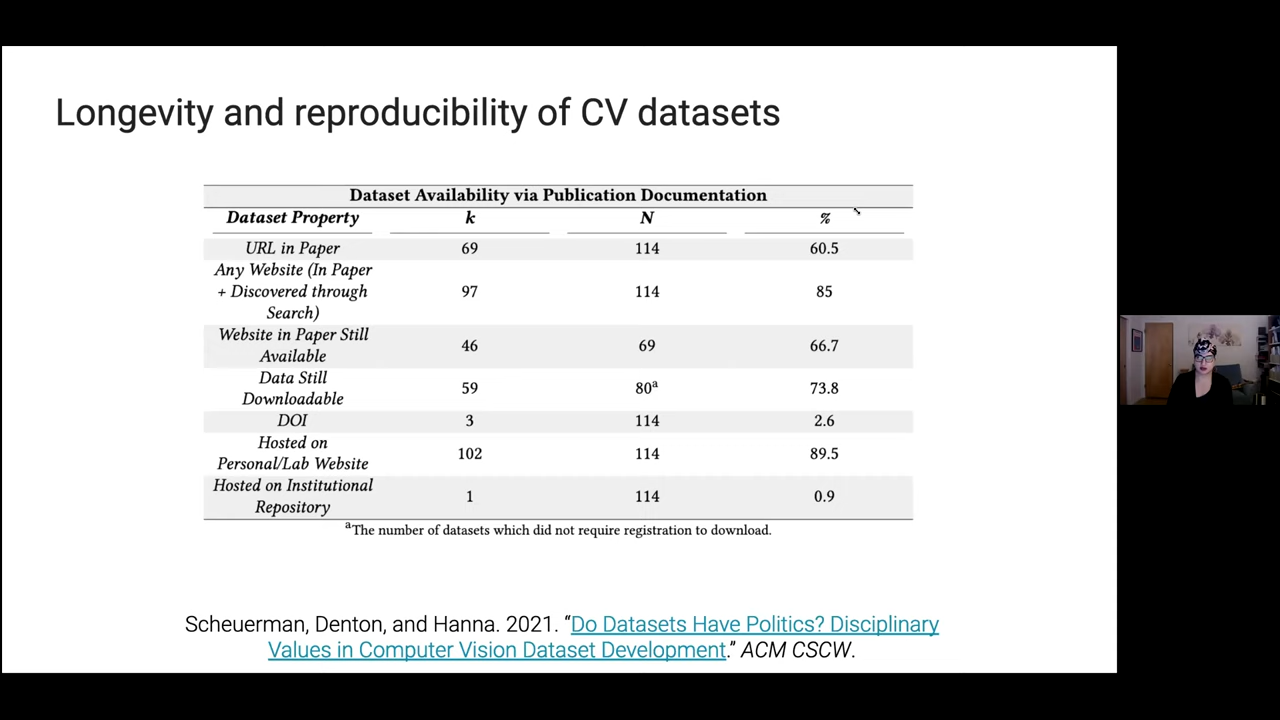 Longevity and reproducibility of CV datasets
Dataset Availability via Publication Documentation
Dataset Property k N %
URL in Paper 69 114 60.5
Any Website (In Paper
+ Discovered through
Search)
97 114 85
Website in Paper Still
Available
46 69 66.7
Data Still
Downloadable
59 80a 73.8
DOI 3 114 2.6
Hosted on
Personal/Lab Website
102 114 89.5
Hosted on Institutional
Repository
1 114 0.9
aThe number of datasets which did not require registration to download.
Scheuerman, Denton, and Hanna. 2021. “Do Datasets Have Politics? Disciplinary
Values in Computer Vision Dataset Development.” ACM CSCW.